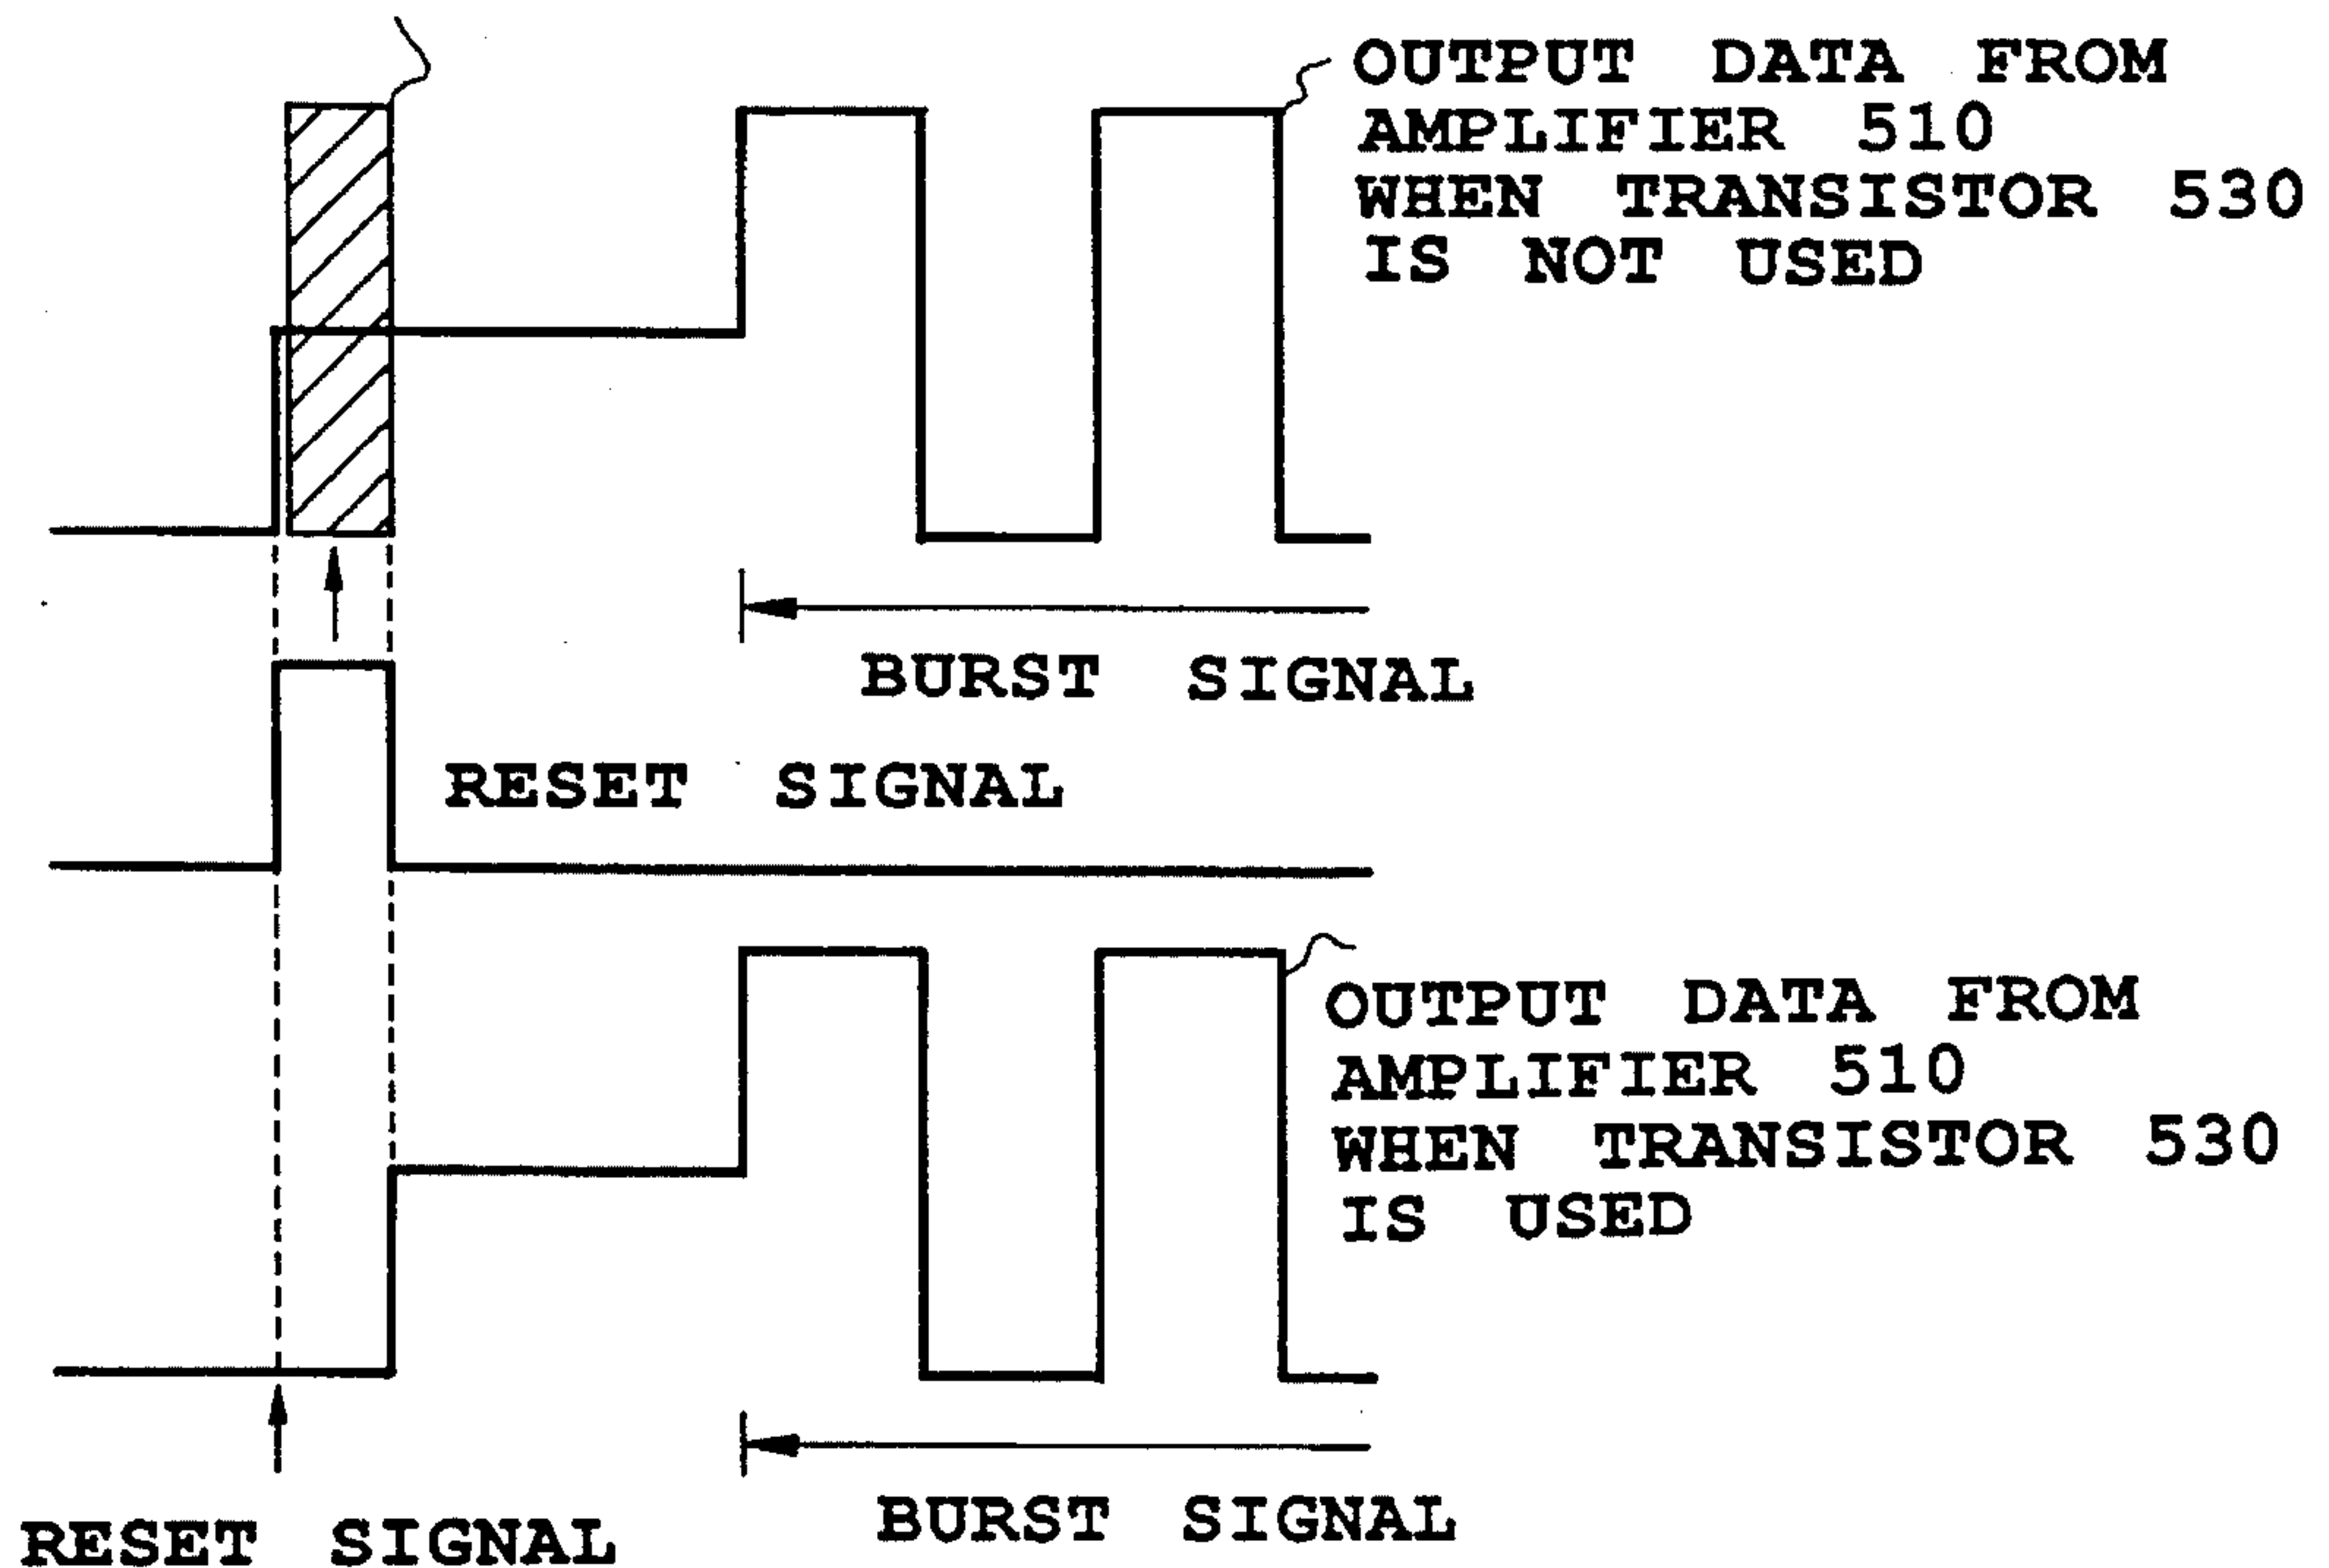 OUTPUT DATA FROM
AMPLIFIER 510
WHEN TRANSISTOR 530
IS NOT USED
BURST SIGNAL
RESET SIGNAL
OUTPUT DATA FROM
AMPLIFIER 510
WHEN TRANSISTOR 530
IS USED
BURST SIGNAL
RESET SIGNAL